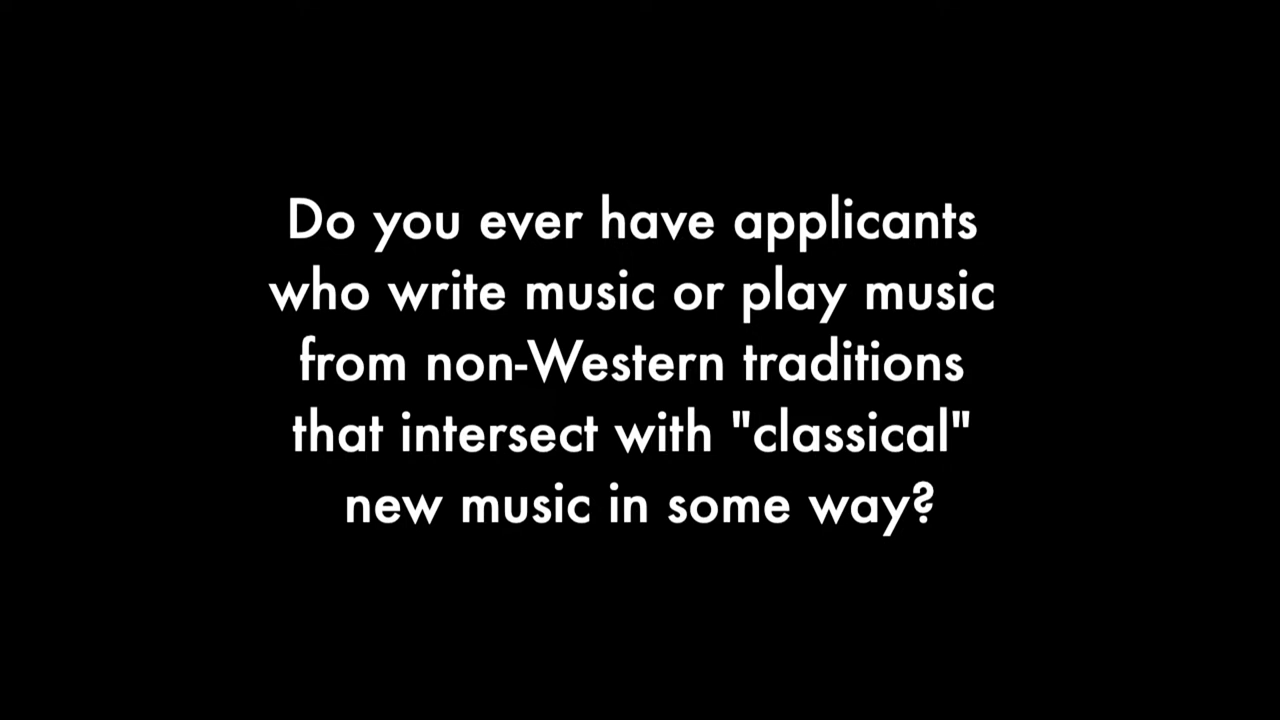 Do you ever have applicants
who write music or play music
from non-Western traditions
that intersect with "classical"
new music in some way?